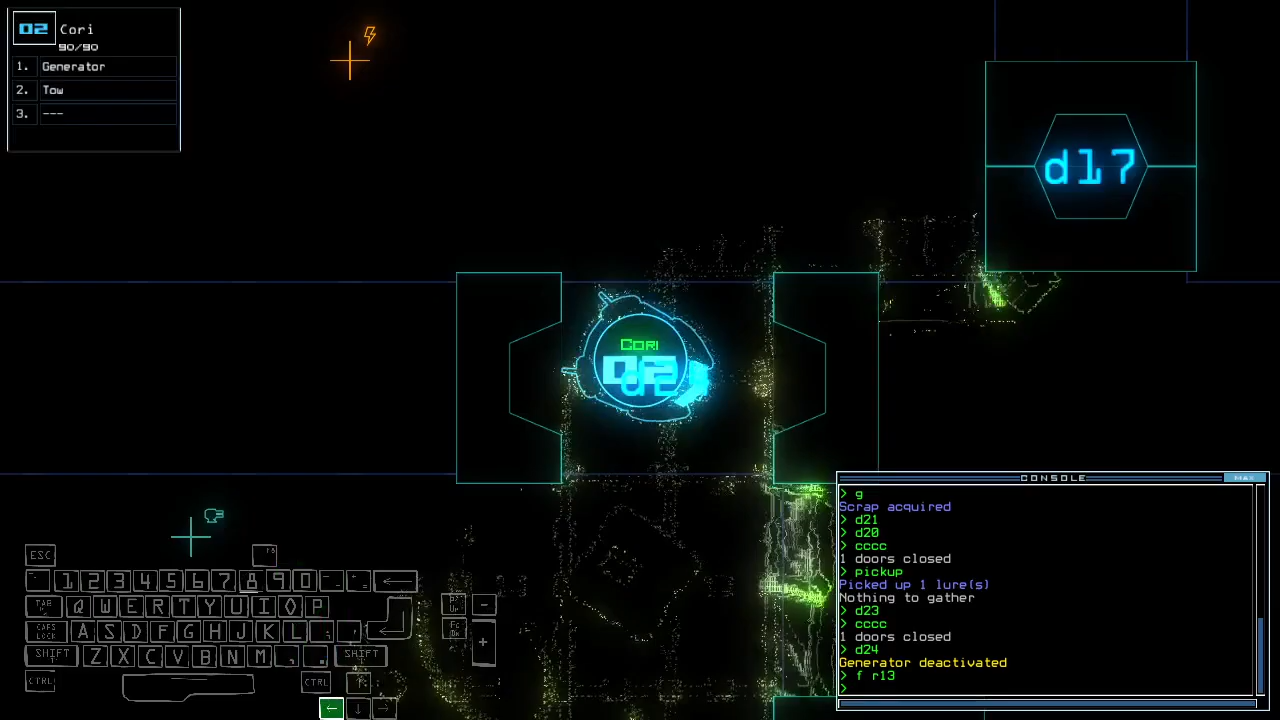 02 Cori
90/90
1. Generator
2. Tow
3. ---
d17
Cori
02
CONSOLE
MAX
> g
Scrap acquired
> d21
> d20
> cccc
1 doors closed
> pickup
Picked up 1 lure(s)
Nothing to gather
> d23
> cccc
1 doors closed
> d24
Generator deactivated
> f r13
>
ESC
1 2 3 4 5 6 7 8 9 0
TAB Q W E R T Y U I O P
CAPS LOCK A S D F G H J K L
SHIFT Z X C V B N M , . SHIFT
CTRL CTRL